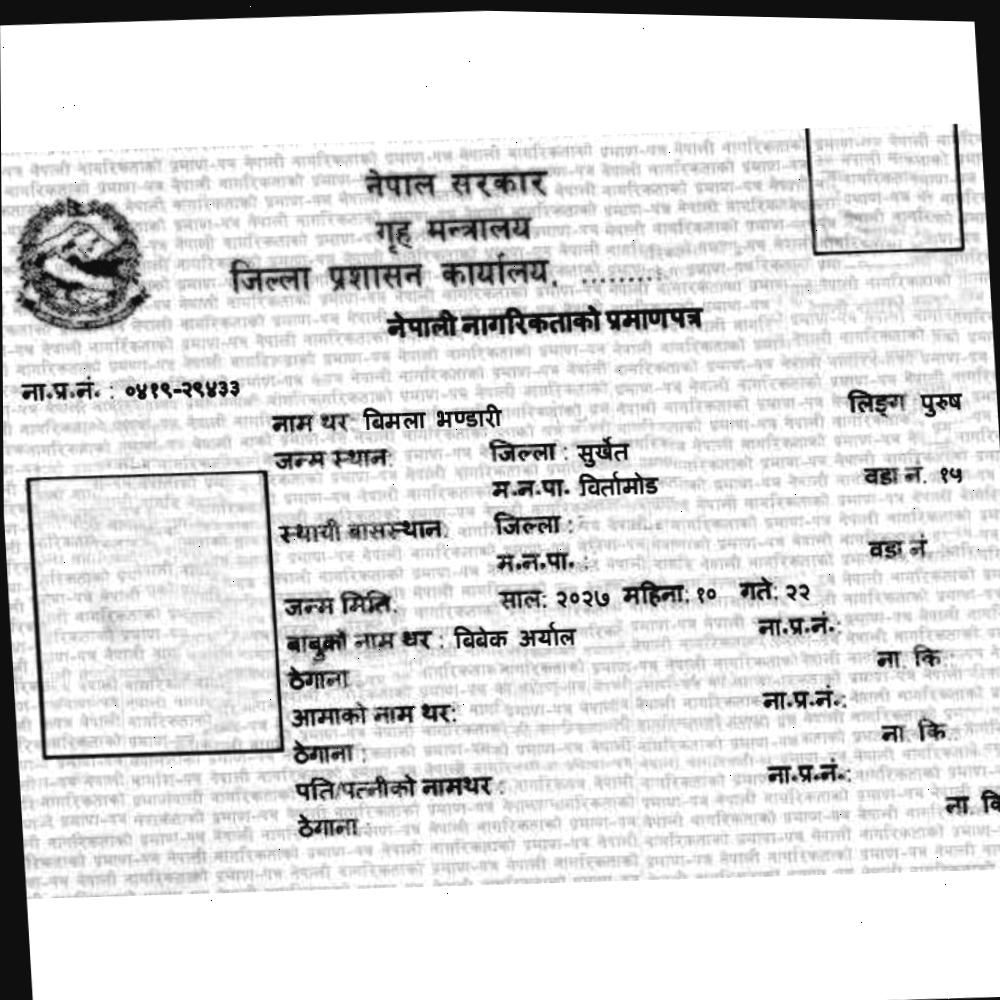 नेपाल सरकार
गृह मन्त्रालय
जिल्ला प्रशासन कार्यालय, .........
नेपाली नागरिकताको प्रमाणपत्र
ना.प्र.नं. : ०४१९-२९४३३
नाम थर: बिमला भण्डारी लिङ्ग पुरुष
जन्म स्थान: जिल्ला : सुर्खेत
म.न.पा. विर्तामोड वडा नं. १५
स्थायी बासस्थान: जिल्ला :
म.न.पा. : वडा नं.
जन्म मिति: साल: २०२७ महिना: १० गते: २२
बाबुको नाम थर : बिबेक अर्याल ना.प्र.नं.:
ठेगाना : ना. कि.:
आमाको नाम थर: ना.प्र.नं.:
ठेगाना : ना. कि.:
पति/पत्नीको नामथर : ना.प्र.नं.:
ठेगाना : ना. कि